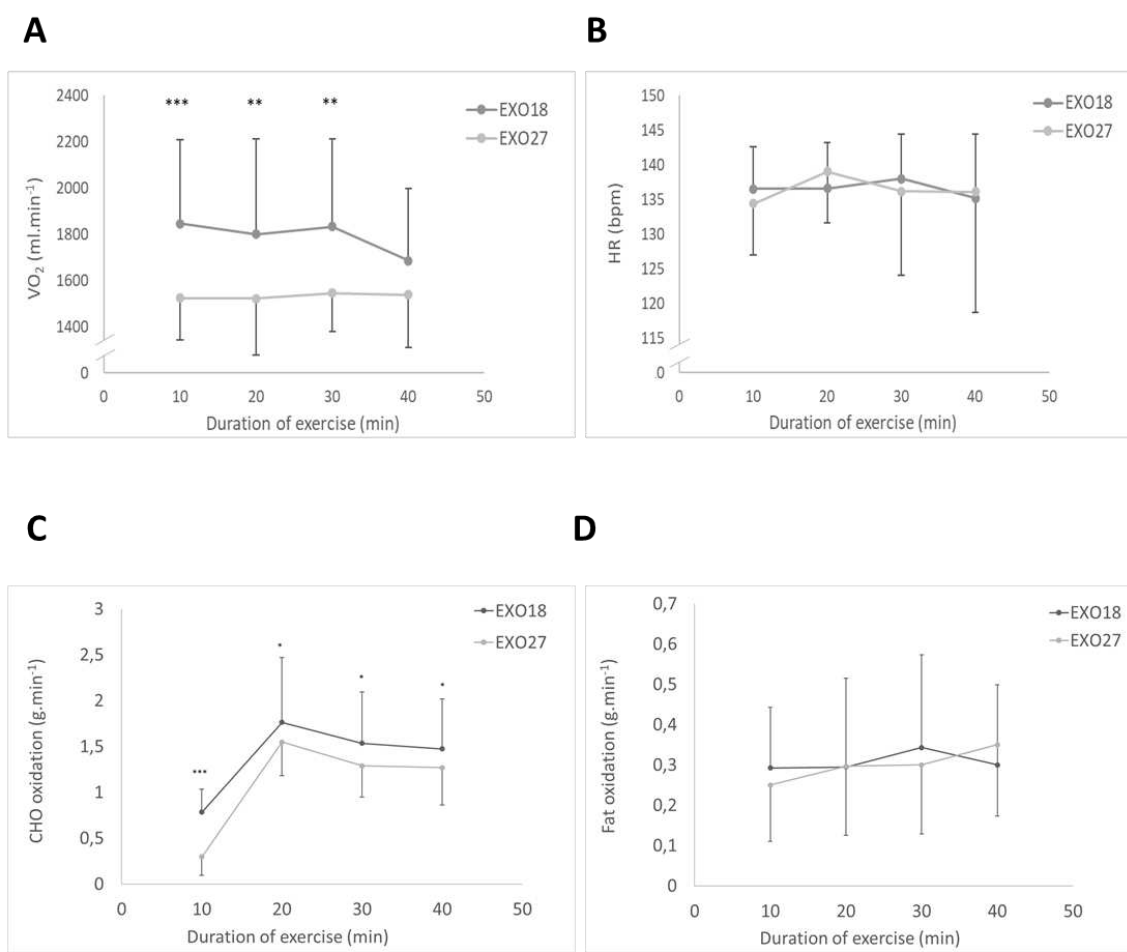 A
2400
2200
2000
1800
1600
1400
0
VO₂ (ml.min⁻¹)
*** ** **
EXO18
EXO27
0 10 20 30 40 50
Duration of exercise (min)
B
150
145
140
135
130
125
120
115
0
HR (bpm)
EXO18
EXO27
0 10 20 30 40 50
Duration of exercise (min)
C
3
2,5
2
1,5
1
0,5
0
CHO oxidation (g.min⁻¹)
*** * * *
EXO18
EXO27
0 10 20 30 40 50
Duration of exercise (min)
D
0,7
0,6
0,5
0,4
0,3
0,2
0,1
0
Fat oxidation (g.min⁻¹)
EXO18
EXO27
0 10 20 30 40 50
Duration of exercise (min)